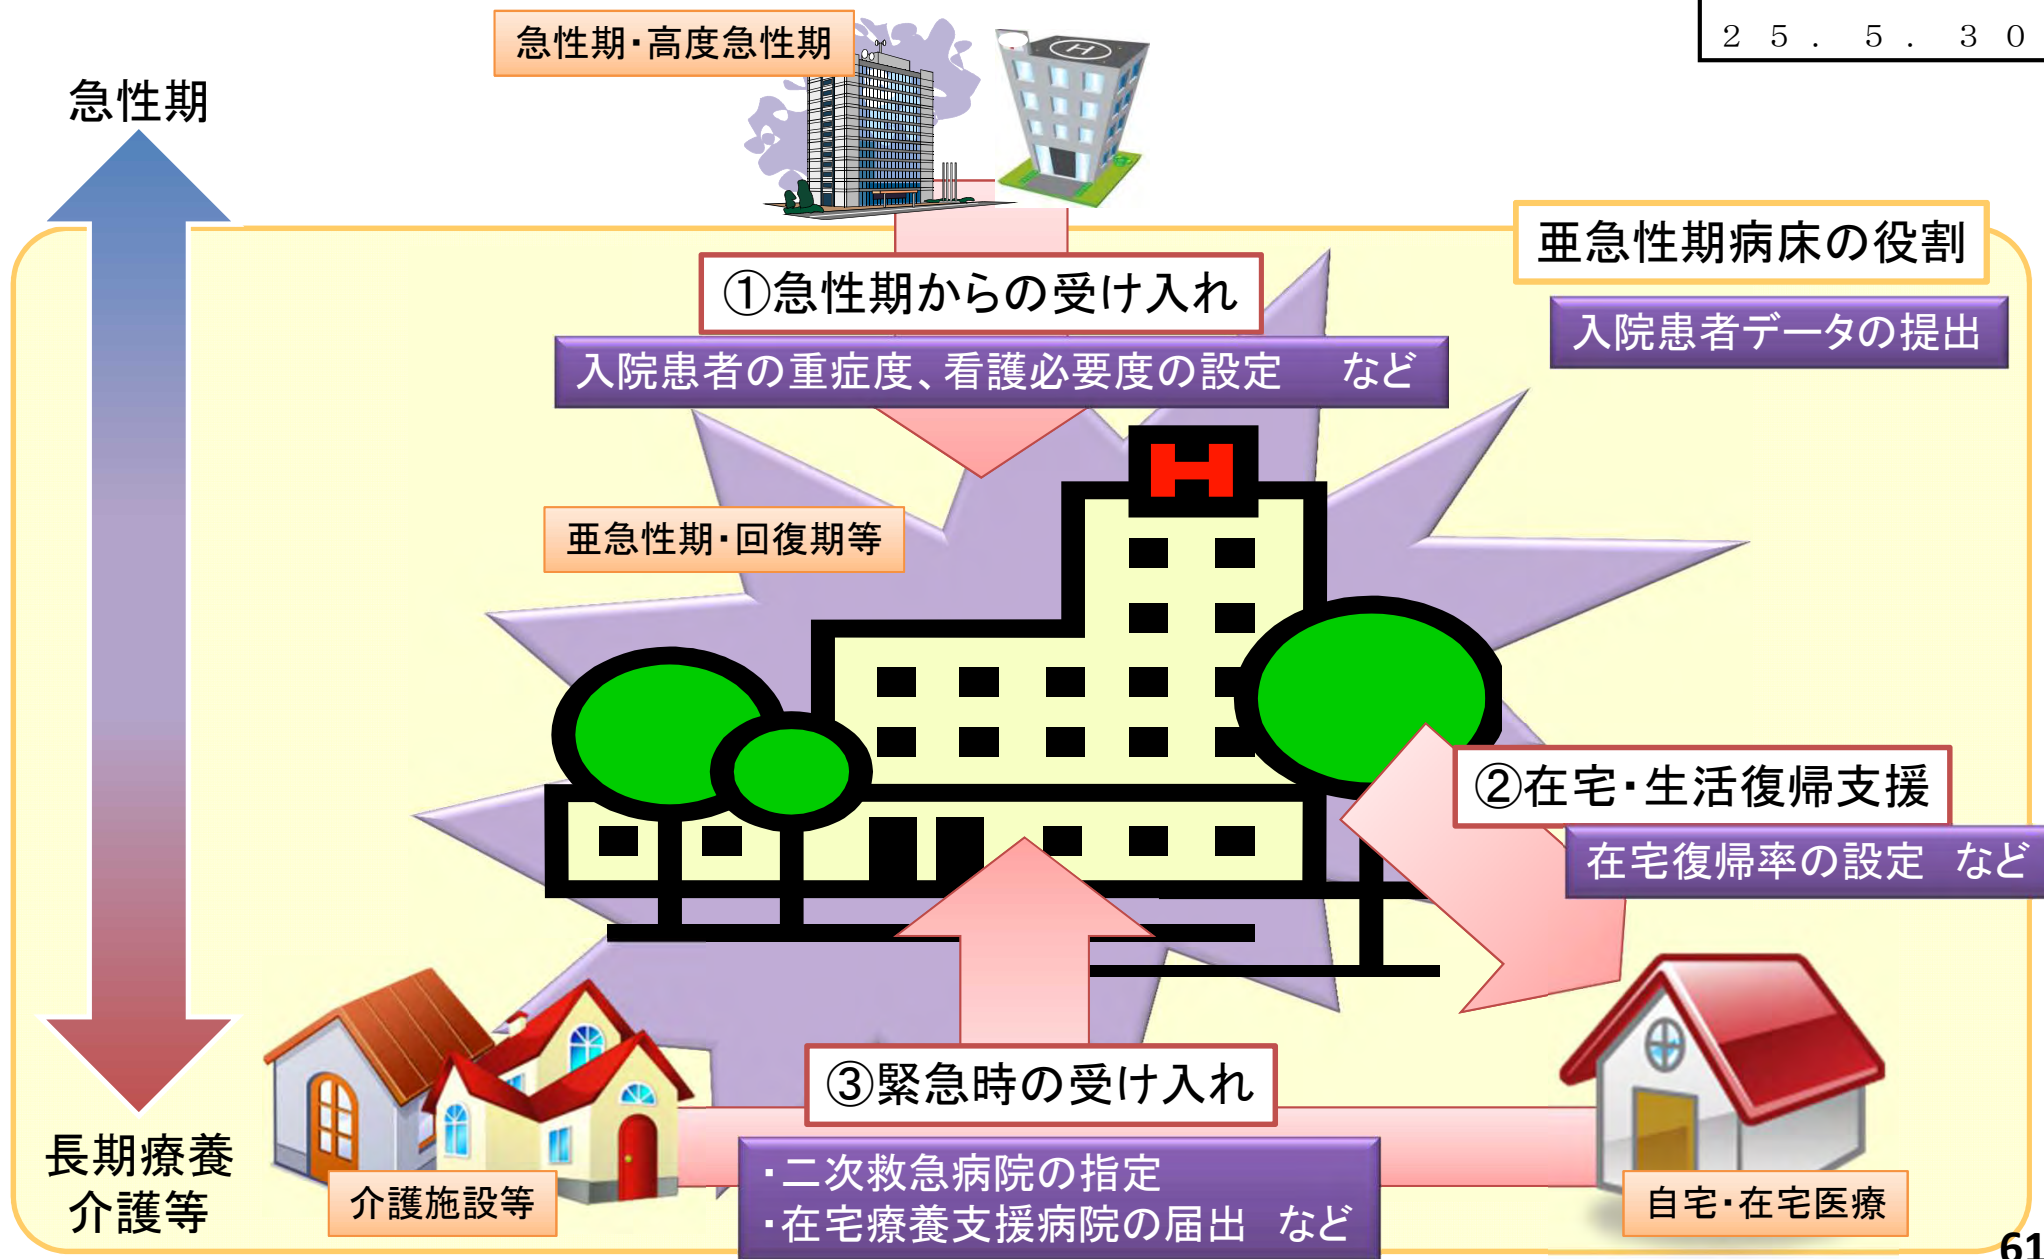 ２５．５．３０
急性期・高度急性期
急性期
亜急性期病床の役割
①急性期からの受け入れ
入院患者データの提出
入院患者の重症度、看護必要度の設定　など
H
亜急性期・回復期等
②在宅・生活復帰支援
在宅復帰率の設定　など
③緊急時の受け入れ
長期療養
介護等
・二次救急病院の指定
・在宅療養支援病院の届出　など
介護施設等
自宅・在宅医療
61